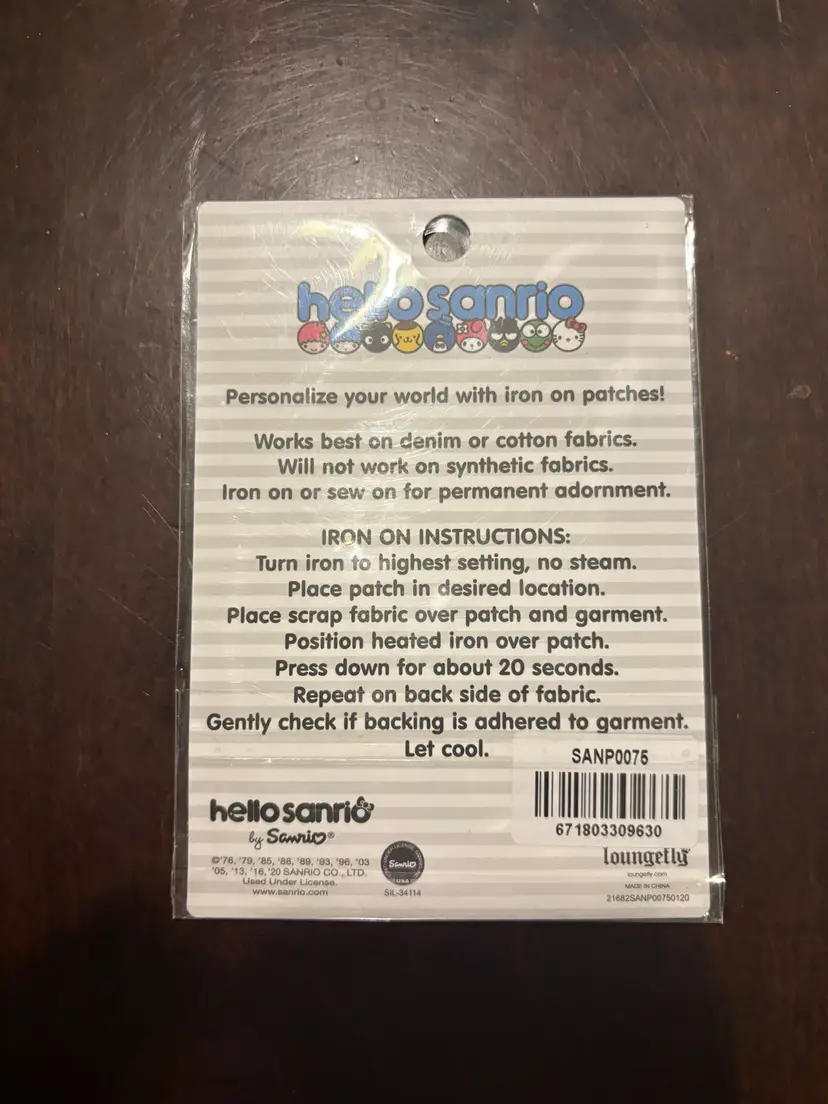 hello sanrio
Personalize your world with iron on patches!
Works best on denim or cotton fabrics.
Will not work on synthetic fabrics.
Iron on or sew on for permanent adornment.
IRON ON INSTRUCTIONS:
Turn iron to highest setting, no steam.
Place patch in desired location.
Place scrap fabric over patch and garment.
Position heated iron over patch.
Press down for about 20 seconds.
Repeat on back side of fabric.
Gently check if backing is adhered to garment.
Let cool.
SANP0075
671803309630
hello sanrio
by Sanrio®
©'76, '79, '85, '88, '89, '93, '96, '03
'05, '13, '16, '20 SANRIO CO., LTD.
Used Under License.
www.sanrio.com
Sanrio
USA
SIL-34114
loungefly
loungefly.com
MADE IN CHINA
21682SANP00750120